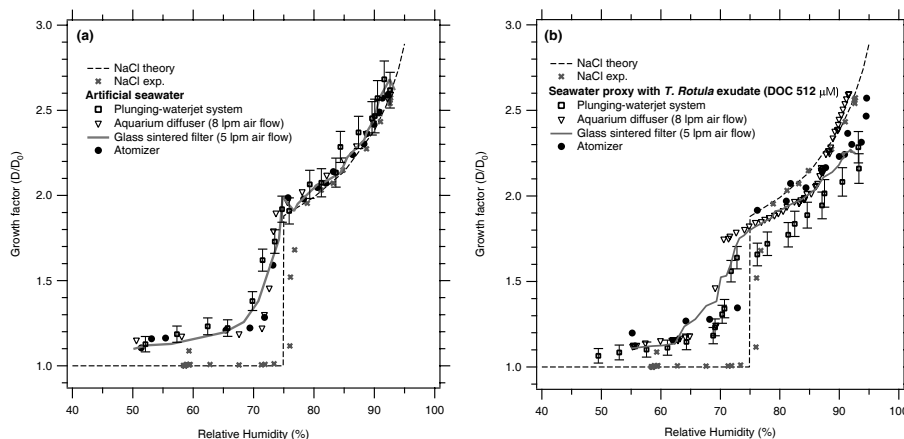 (a)
NaCl theory
NaCl exp.
Artificial seawater
Plunging-waterjet system
Aquarium diffuser (8 lpm air flow)
Glass sintered filter (5 lpm air flow)
Atomizer
Growth factor (D/D₀)
3.0
2.5
2.0
1.5
1.0
40 50 60 70 80 90 100
Relative Humidity (%)
(b)
NaCl theory
NaCl exp.
Seawater proxy with T. Rotula exudate (DOC 512 μM)
Plunging-waterjet system
Aquarium diffuser (8 lpm air flow)
Glass sintered filter (5 lpm air flow)
Atomizer
Growth factor (D/D₀)
3.0
2.5
2.0
1.5
1.0
40 50 60 70 80 90 100
Relative Humidity (%)